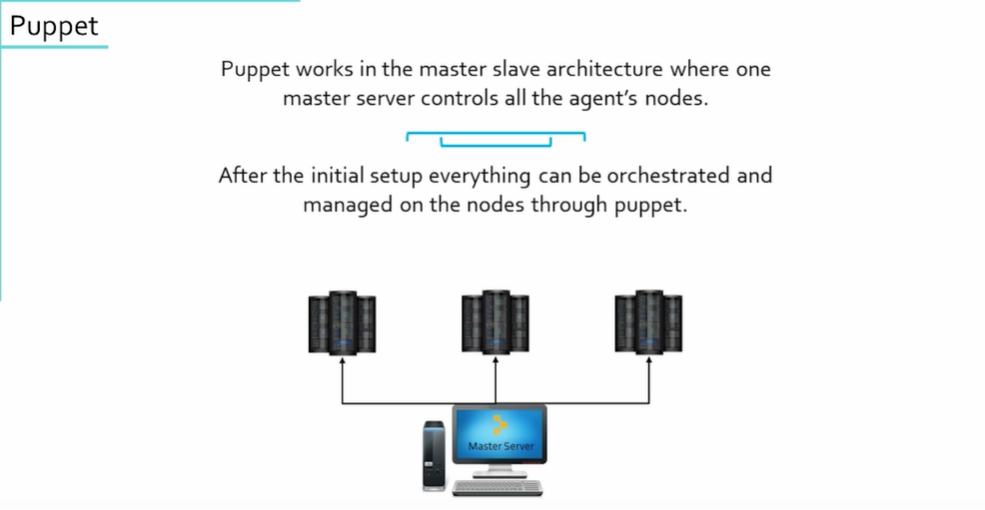 Puppet
Puppet works in the master slave architecture where one
master server controls all the agent's nodes.
After the initial setup everything can be orchestrated and
managed on the nodes through puppet.
Master Server